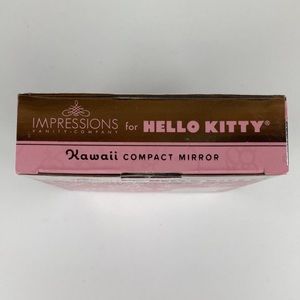 IMPRESSIONS
VANITY · COMPANY
for HELLO KITTY®
Kawaii COMPACT MIRROR